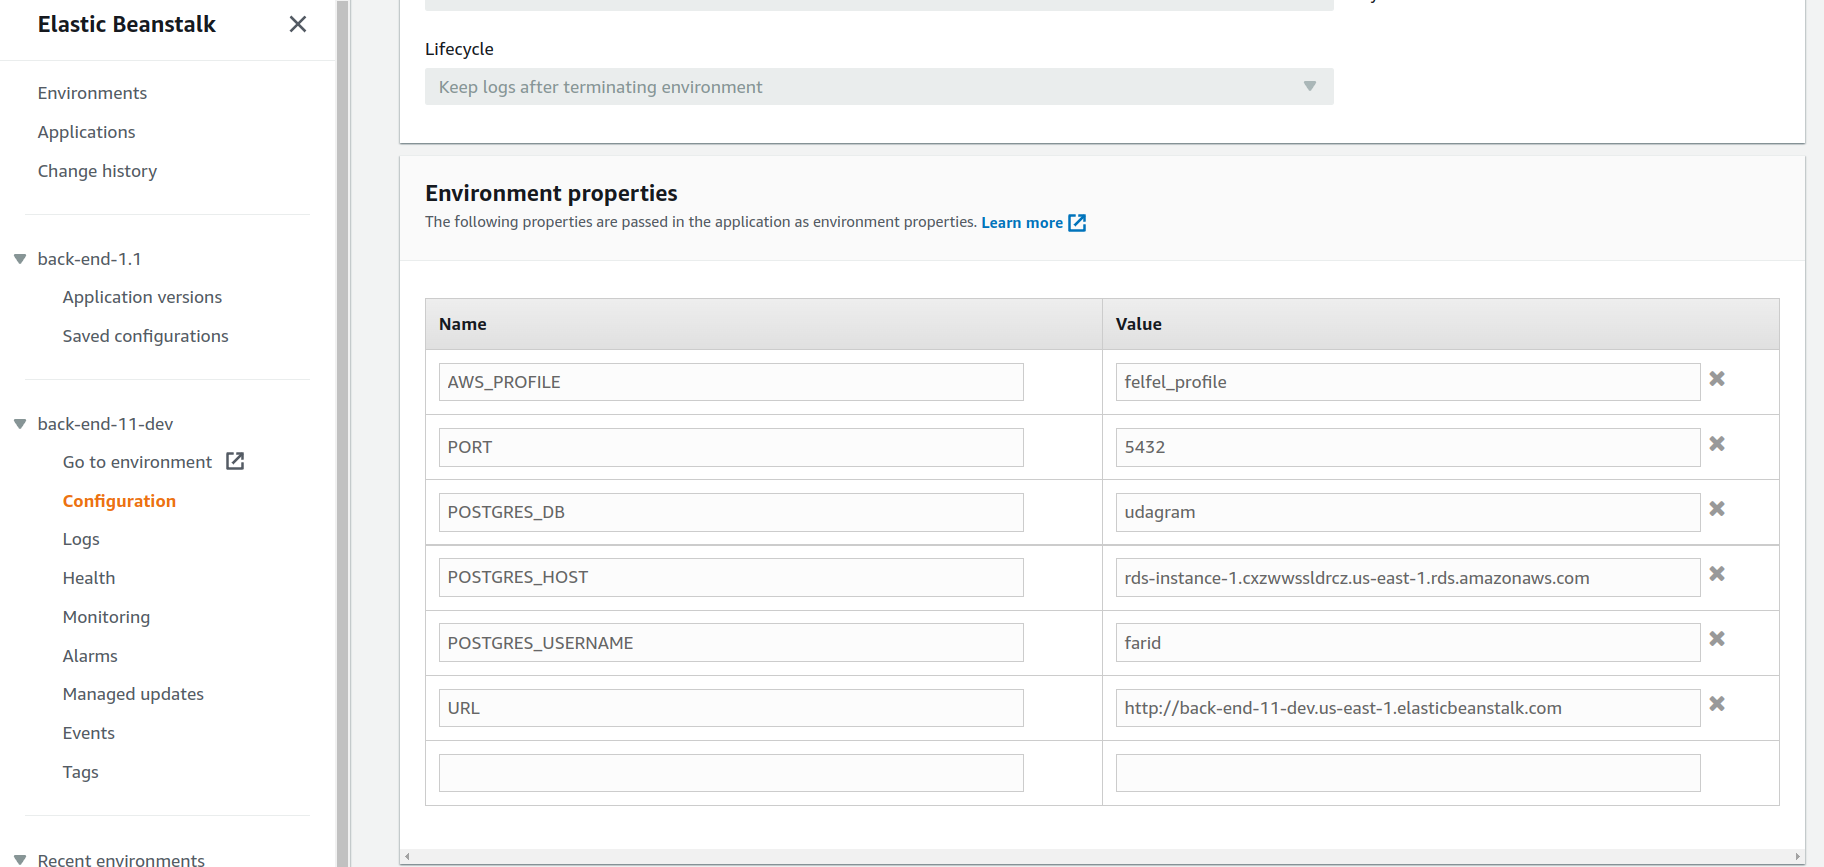 Elastic Beanstalk
Environments
Applications
Change history
back-end-1.1
Application versions
Saved configurations
back-end-11-dev
Go to environment
Configuration
Logs
Health
Monitoring
Alarms
Managed updates
Events
Tags
Recent environments
Lifecycle
Keep logs after terminating environment
Environment properties
The following properties are passed in the application as environment properties. Learn more
Name Value
AWS_PROFILE felfel_profile
PORT 5432
POSTGRES_DB udagram
POSTGRES_HOST rds-instance-1.cxzwwssldrcz.us-east-1.rds.amazonaws.com
POSTGRES_USERNAME farid
URL http://back-end-11-dev.us-east-1.elasticbeanstalk.com